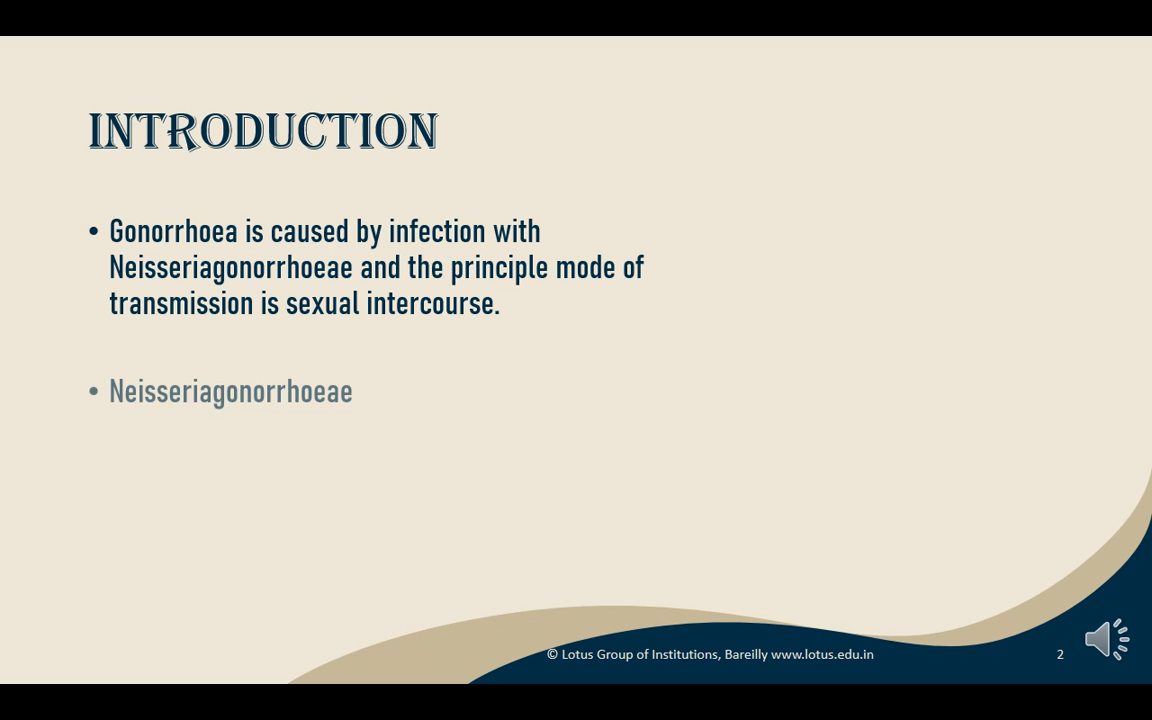 INTRODUCTION
• Gonorrhoea is caused by infection with
Neisseriagonorrhoeae and the principle mode of
transmission is sexual intercourse.
• Neisseriagonorrhoeae
© Lotus Group of Institutions, Bareilly www.lotus.edu.in
2